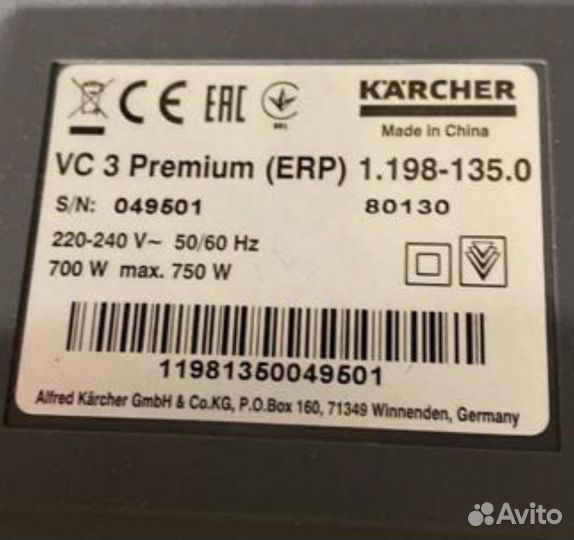 CE EAC KÄRCHER
Made in China
VC 3 Premium (ERP) 1.198-135.0
S/N: 049501 80130
220-240 V~ 50/60 Hz
700 W max. 750 W
11981350049501
Alfred Kärcher GmbH & Co.KG, P.O.Box 160, 71349 Winnenden, Germany
Avito